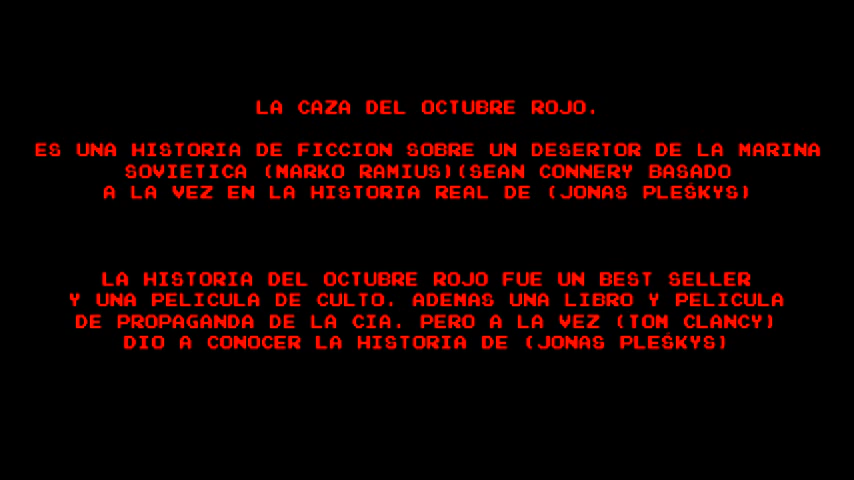 LA CAZA DEL OCTUBRE ROJO.
ES UNA HISTORIA DE FICCION SOBRE UN DESERTOR DE LA MARINA
SOVIETICA (MARKO RAMIUS)(SEAN CONNERY BASADO
A LA VEZ EN LA HISTORIA REAL DE (JONAS PLEŠKYS)
LA HISTORIA DEL OCTUBRE ROJO FUE UN BEST SELLER
Y UNA PELICULA DE CULTO. ADEMAS UNA LIBRO Y PELICULA
DE PROPAGANDA DE LA CIA. PERO A LA VEZ (TOM CLANCY)
DIO A CONOCER LA HISTORIA DE (JONAS PLEŠKYS)